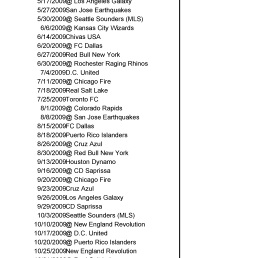 5/17/2009@ Los Angeles Galaxy
5/27/2009San Jose Earthquakes
5/30/2009@ Seattle Sounders (MLS)
6/6/2009@ Kansas City Wizards
6/14/2009Chivas USA
6/20/2009@ FC Dallas
6/27/2009Red Bull New York
6/30/2009@ Rochester Raging Rhinos
7/4/2009D.C. United
7/11/2009@ Chicago Fire
7/18/2009Real Salt Lake
7/25/2009Toronto FC
8/1/2009@ Colorado Rapids
8/8/2009@ San Jose Earthquakes
8/15/2009FC Dallas
8/18/2009Puerto Rico Islanders
8/26/2009@ Cruz Azul
8/30/2009@ Red Bull New York
9/13/2009Houston Dynamo
9/16/2009@ CD Saprissa
9/20/2009@ Chicago Fire
9/23/2009Cruz Azul
9/26/2009Los Angeles Galaxy
9/29/2009CD Saprissa
10/3/2009Seattle Sounders (MLS)
10/10/2009@ New England Revolution
10/17/2009@ D.C. United
10/20/2009@ Puerto Rico Islanders
10/25/2009New England Revolution